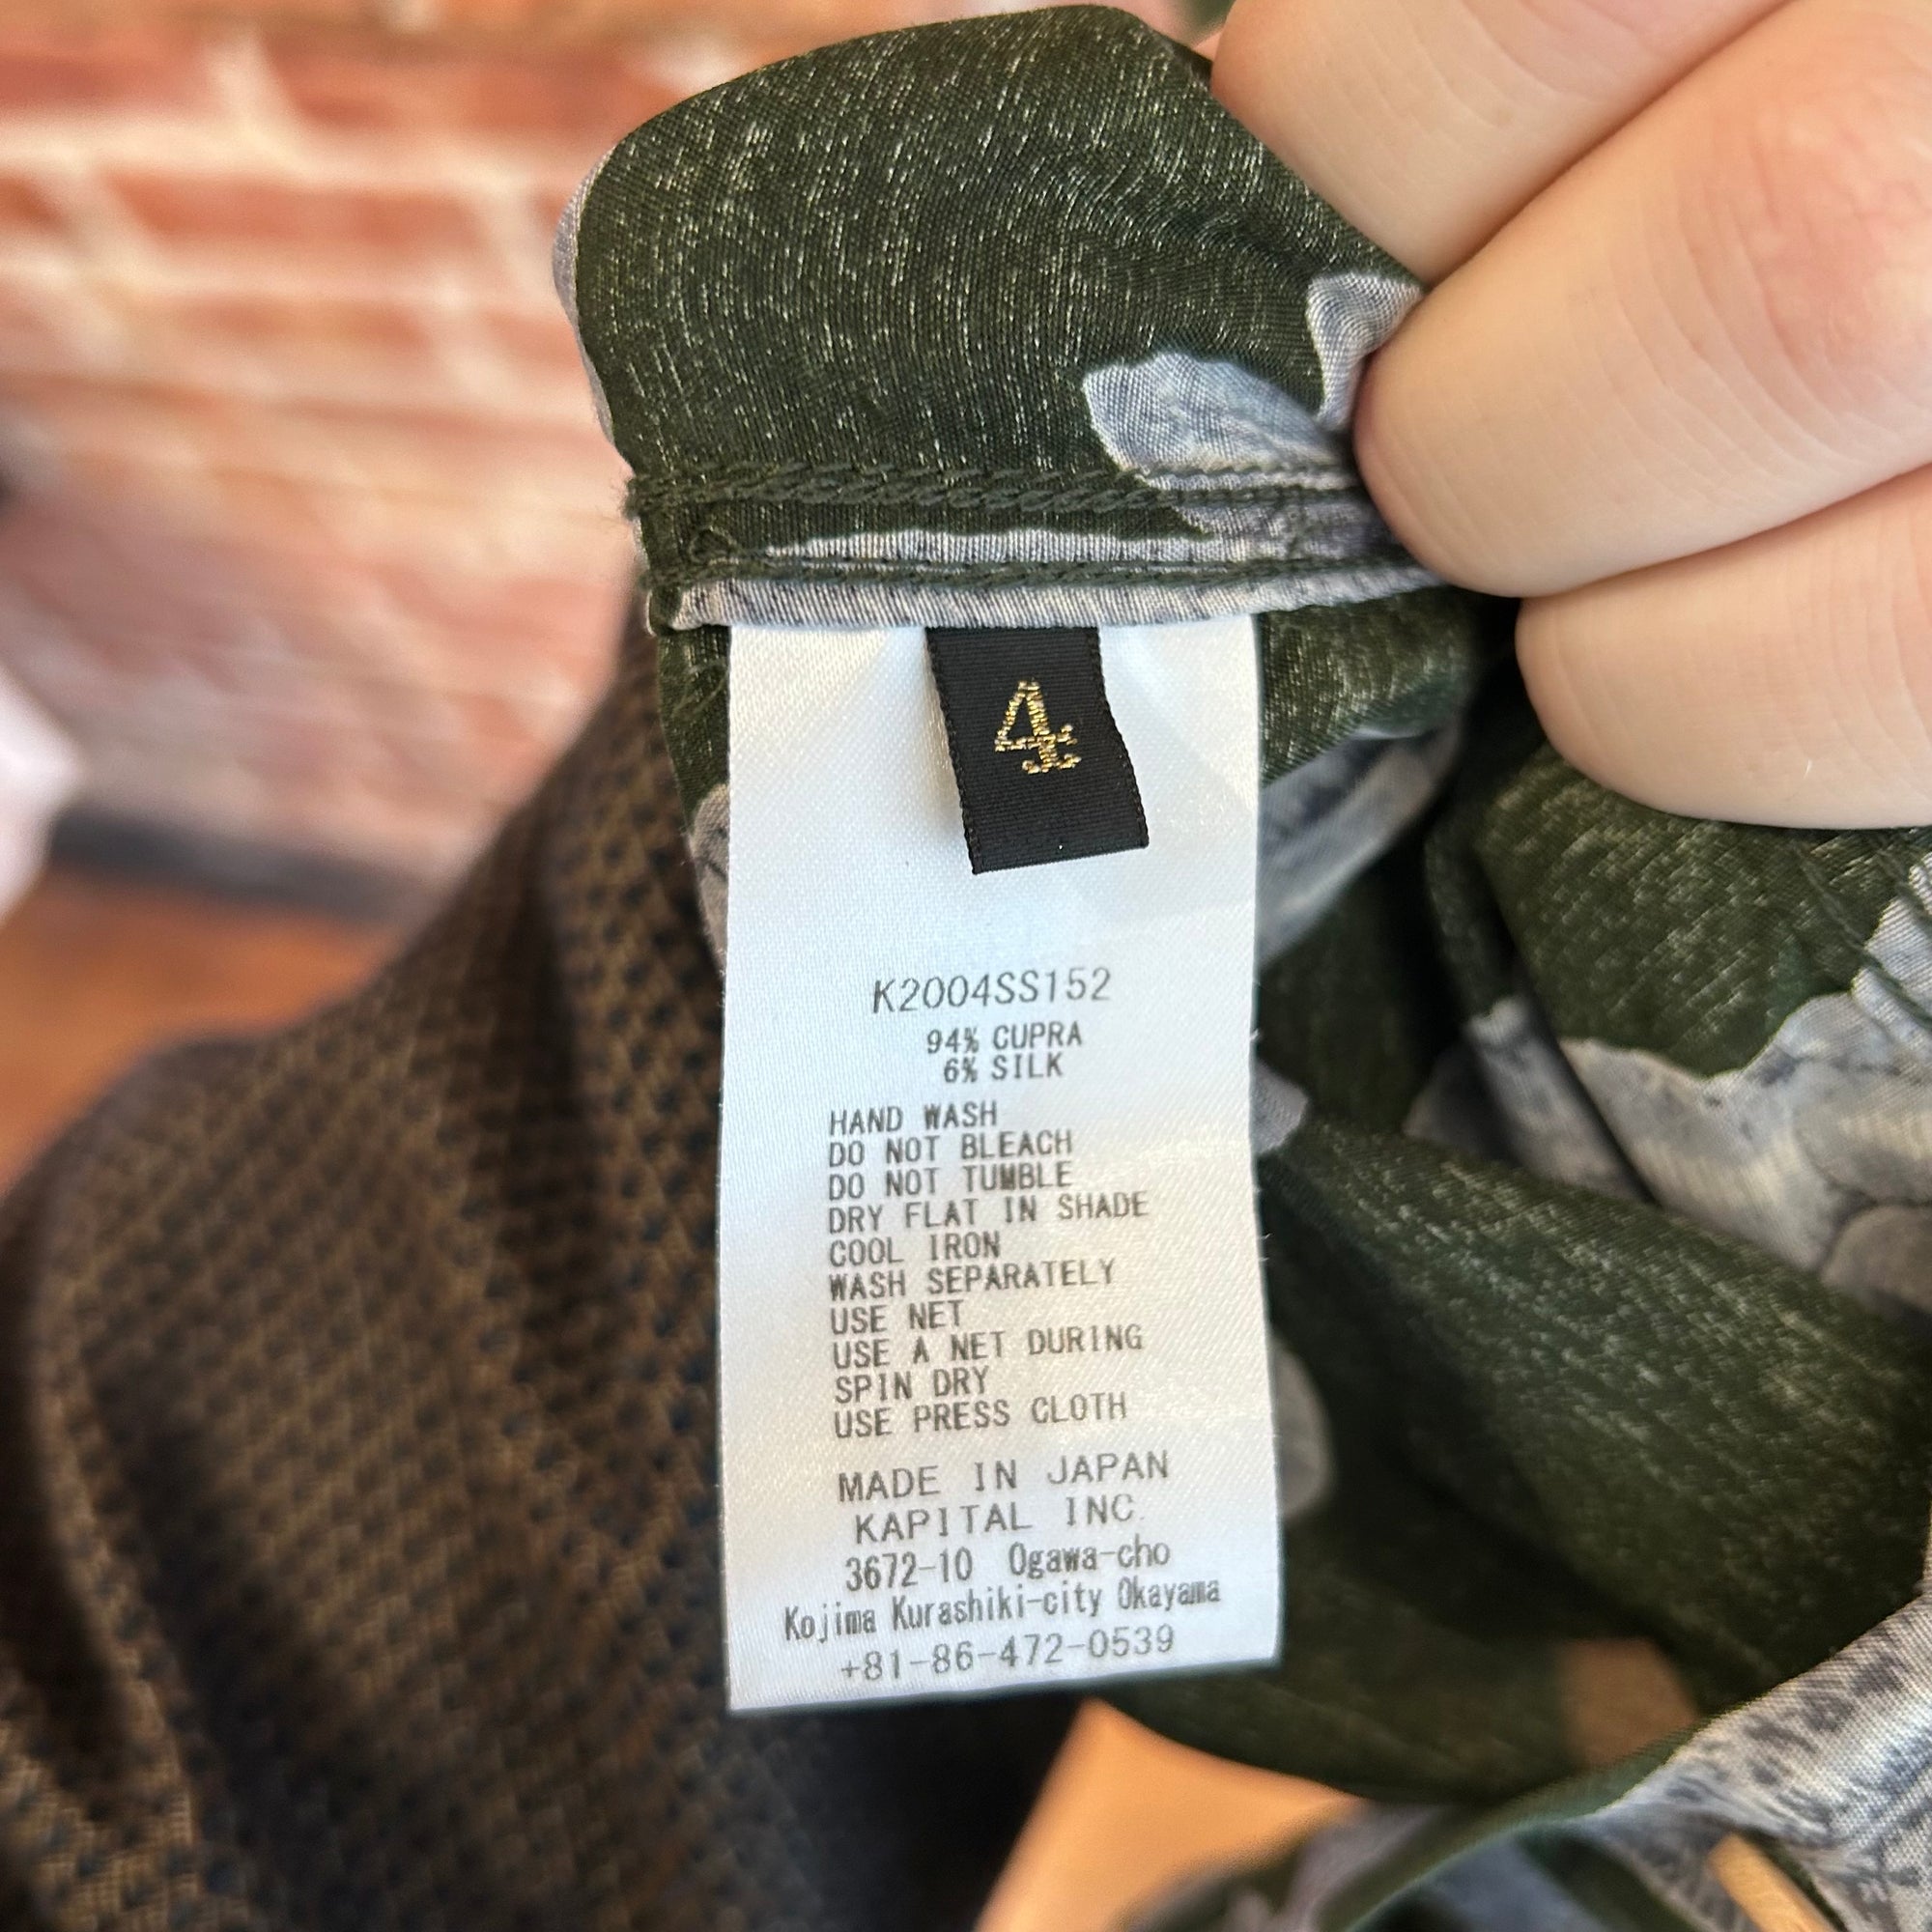 4
K2004SS152
94% CUPRA
6% SILK
HAND WASH
DO NOT BLEACH
DO NOT TUMBLE
DRY FLAT IN SHADE
COOL IRON
WASH SEPARATELY
USE NET
USE A NET DURING
SPIN DRY
USE PRESS CLOTH
MADE IN JAPAN
KAPITAL INC.
3672-10 Ogawa-cho
Kojima Kurashiki-city Okayama
+81-86-472-0539